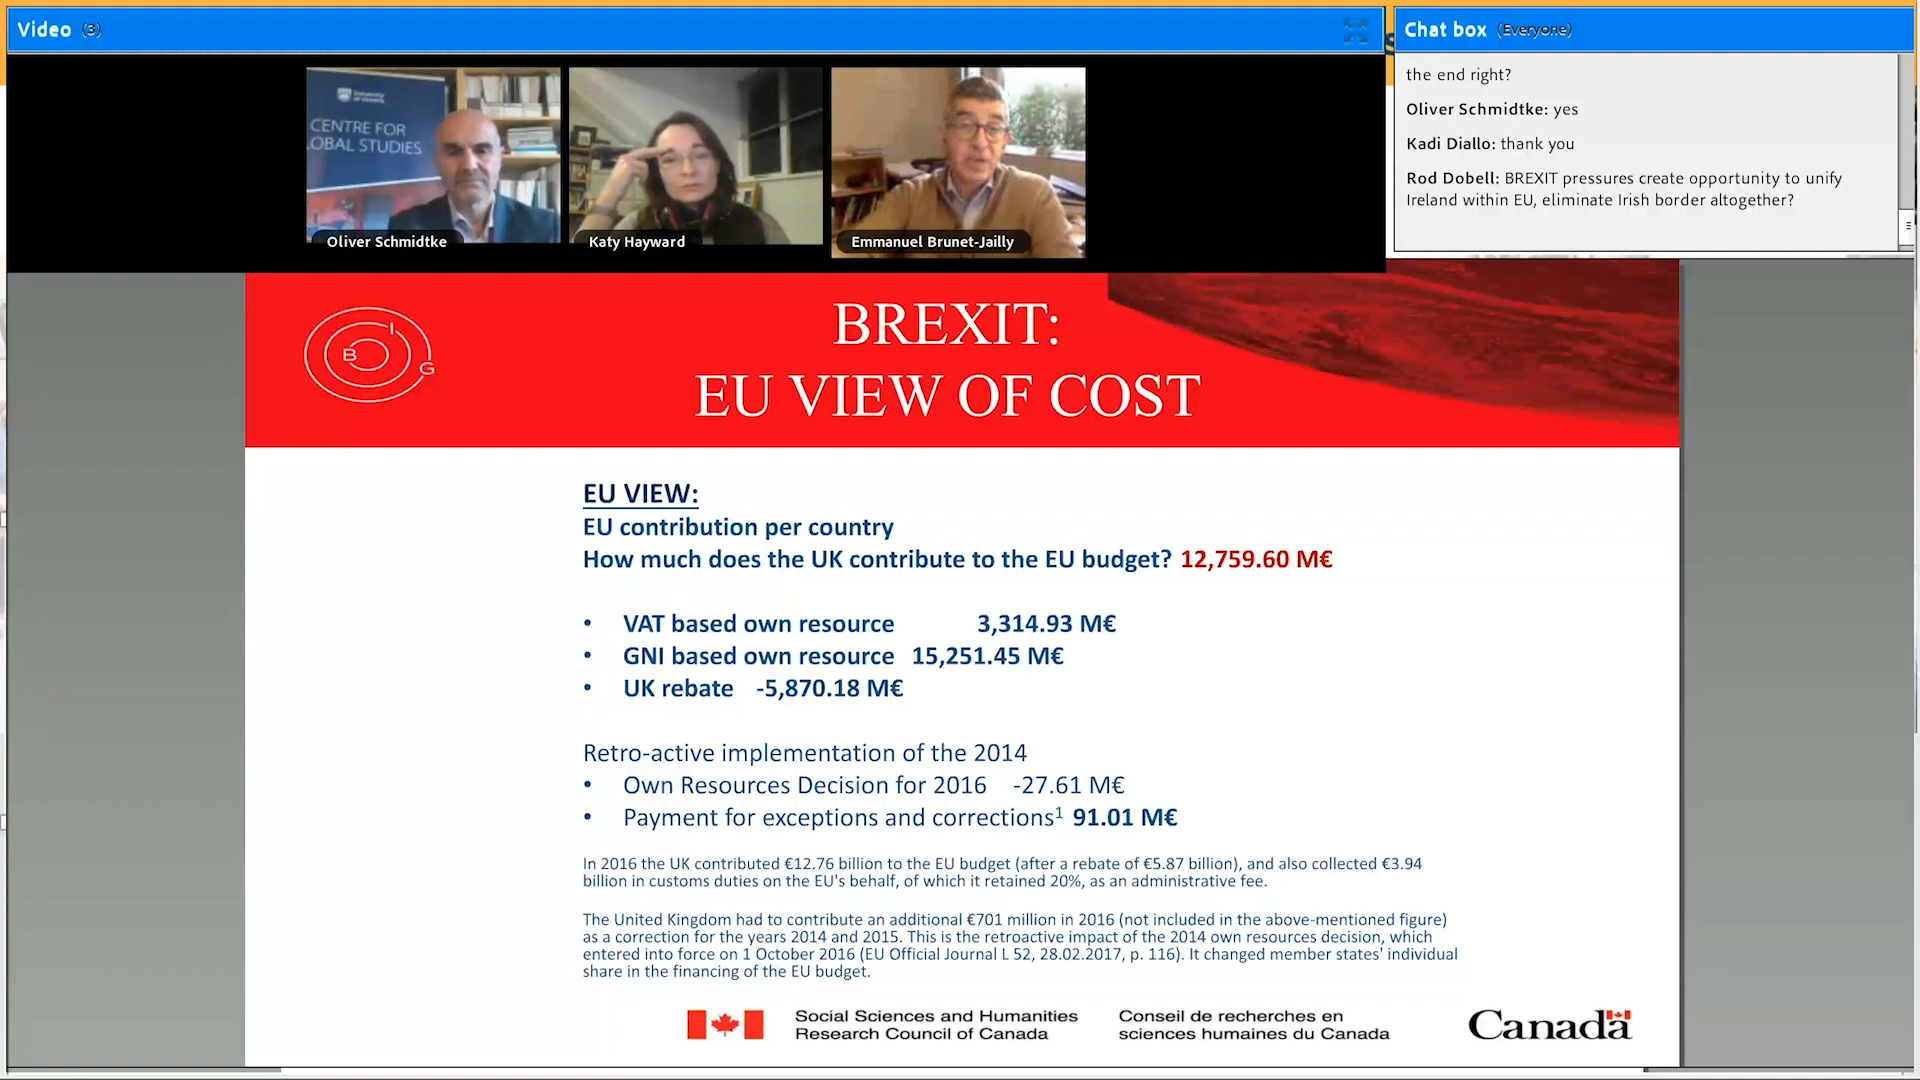 Video (3)
Chat box (Everyone)
the end right?
Oliver Schmidtke: yes
Kadi Diallo: thank you
Rod Dobell: BREXIT pressures create opportunity to unify
Ireland within EU, eliminate Irish border altogether?
University
of Victoria
CENTRE FOR
GLOBAL STUDIES
Oliver Schmidtke
Katy Hayward
Emmanuel Brunet-Jailly
B I G
BREXIT:
EU VIEW OF COST
EU VIEW:
EU contribution per country
How much does the UK contribute to the EU budget? 12,759.60 M€
• VAT based own resource 3,314.93 M€
• GNI based own resource 15,251.45 M€
• UK rebate -5,870.18 M€
Retro-active implementation of the 2014
• Own Resources Decision for 2016 -27.61 M€
• Payment for exceptions and corrections¹ 91.01 M€
In 2016 the UK contributed €12.76 billion to the EU budget (after a rebate of €5.87 billion), and also collected €3.94
billion in customs duties on the EU's behalf, of which it retained 20%, as an administrative fee.
The United Kingdom had to contribute an additional €701 million in 2016 (not included in the above-mentioned figure)
as a correction for the years 2014 and 2015. This is the retroactive impact of the 2014 own resources decision, which
entered into force on 1 October 2016 (EU Official Journal L 52, 28.02.2017, p. 116). It changed member states' individual
share in the financing of the EU budget.
Social Sciences and Humanities
Research Council of Canada
Conseil de recherches en
sciences humaines du Canada
Canada